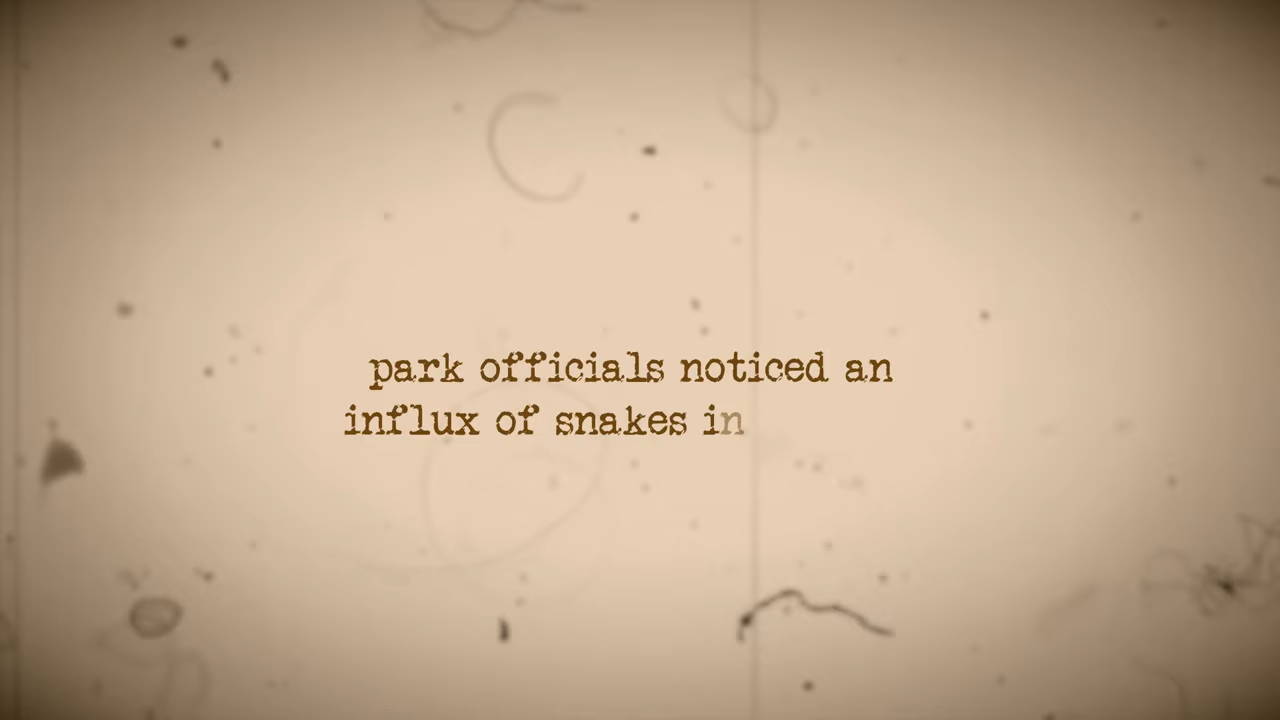 park officials noticed an
influx of snakes in